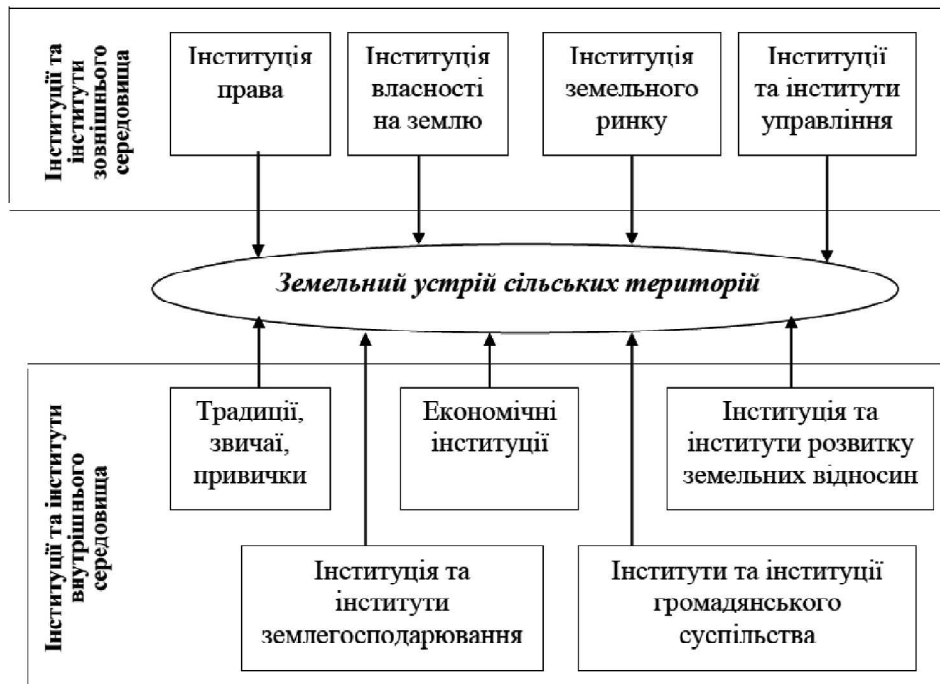 Інституції та
інститути
зовнішнього
середовища
Інституція
права
Інституція
власності
на землю
Інституція
земельного
ринку
Інституції
та інститути
управління
Земельний устрій сільських територій
Інституції та інститути
внутрішнього
середовища
Традиції,
звичаї,
привички
Економічні
інституції
Інституція та
інститути розвитку
земельних відносин
Інституція та
інститути
землегосподарювання
Інститути та інституції
громадянського
суспільства